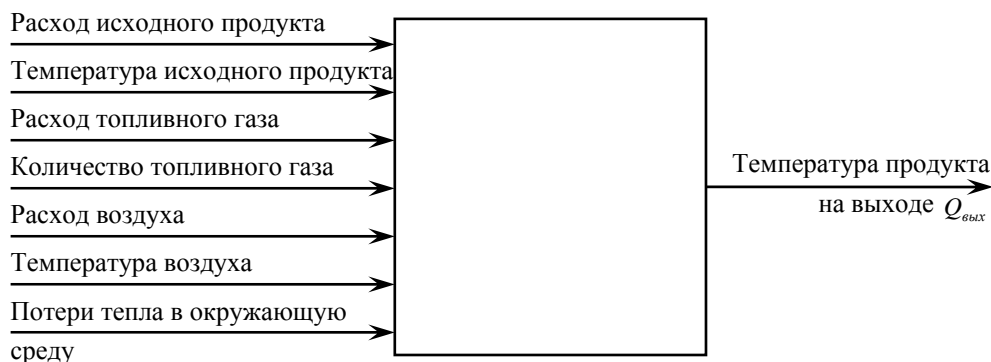 Расход исходного продукта
Температура исходного продукта
Расход топливного газа
Количество топливного газа
Расход воздуха
Температура воздуха
Потери тепла в окружающую
среду
Температура продукта
на выходе Qвых